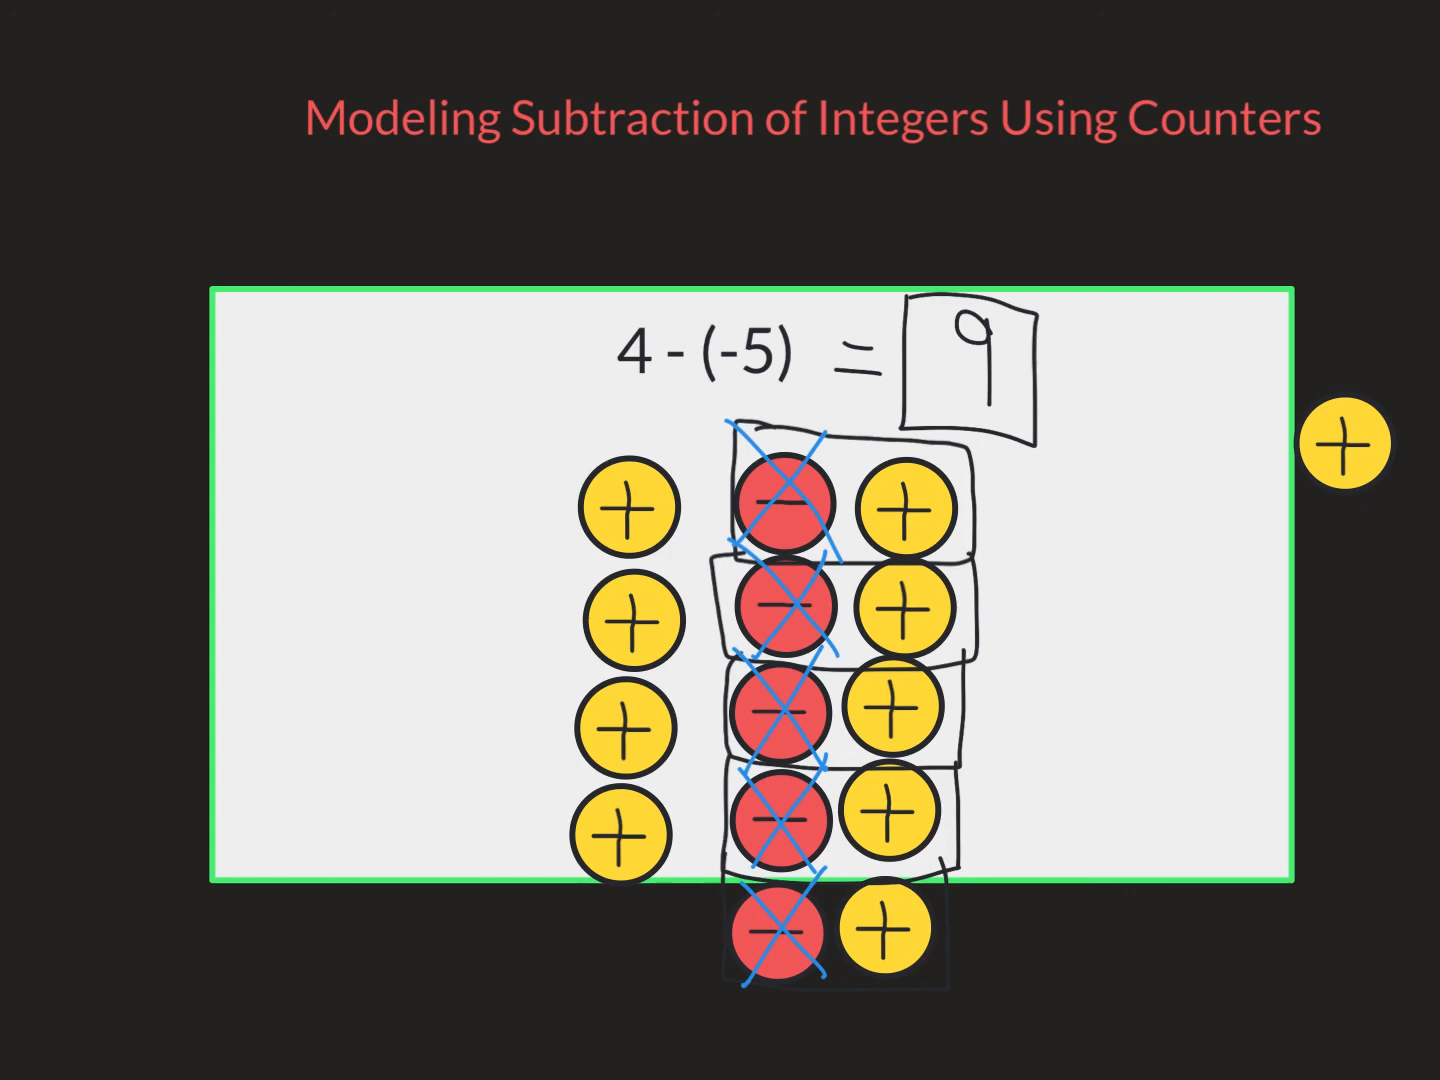 Modeling Subtraction of Integers Using Counters
4 - (-5) = 9
+
+ - +
+ - +
+ - +
+ - +
- +